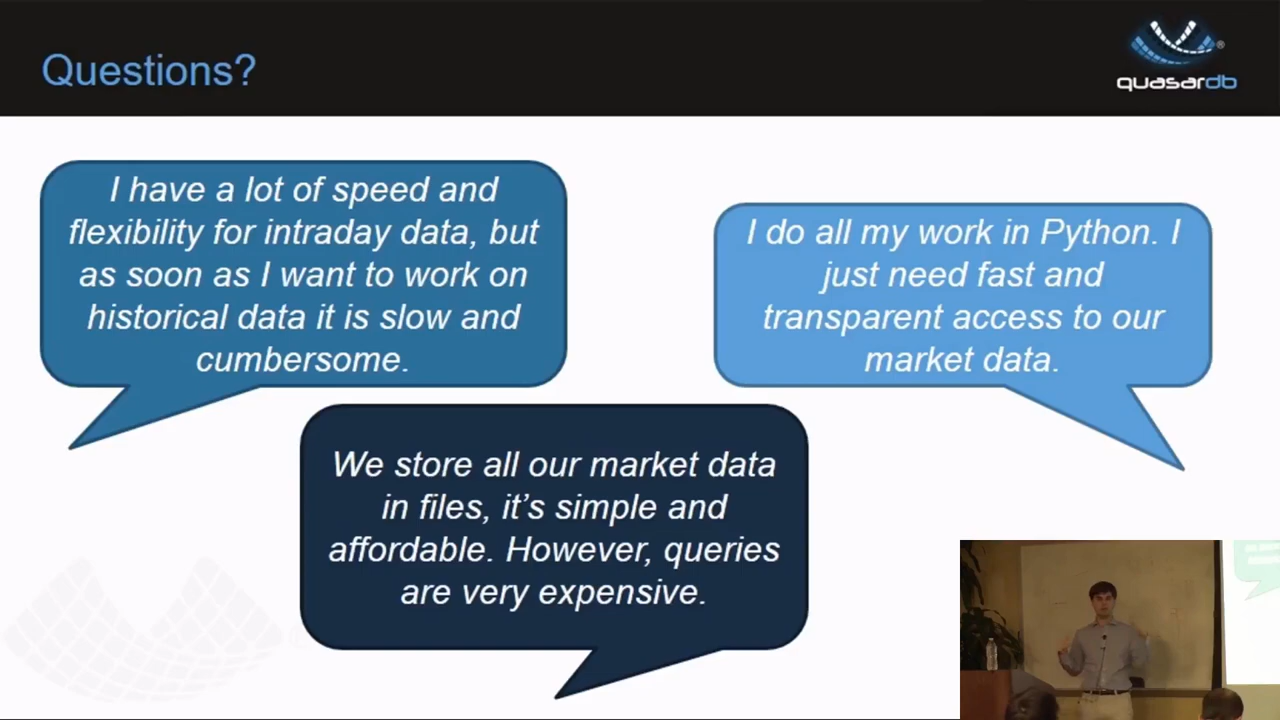 Questions?
quasardb
I have a lot of speed and
flexibility for intraday data, but
as soon as I want to work on
historical data it is slow and
cumbersome.
I do all my work in Python. I
just need fast and
transparent access to our
market data.
We store all our market data
in files, it’s simple and
affordable. However, queries
are very expensive.